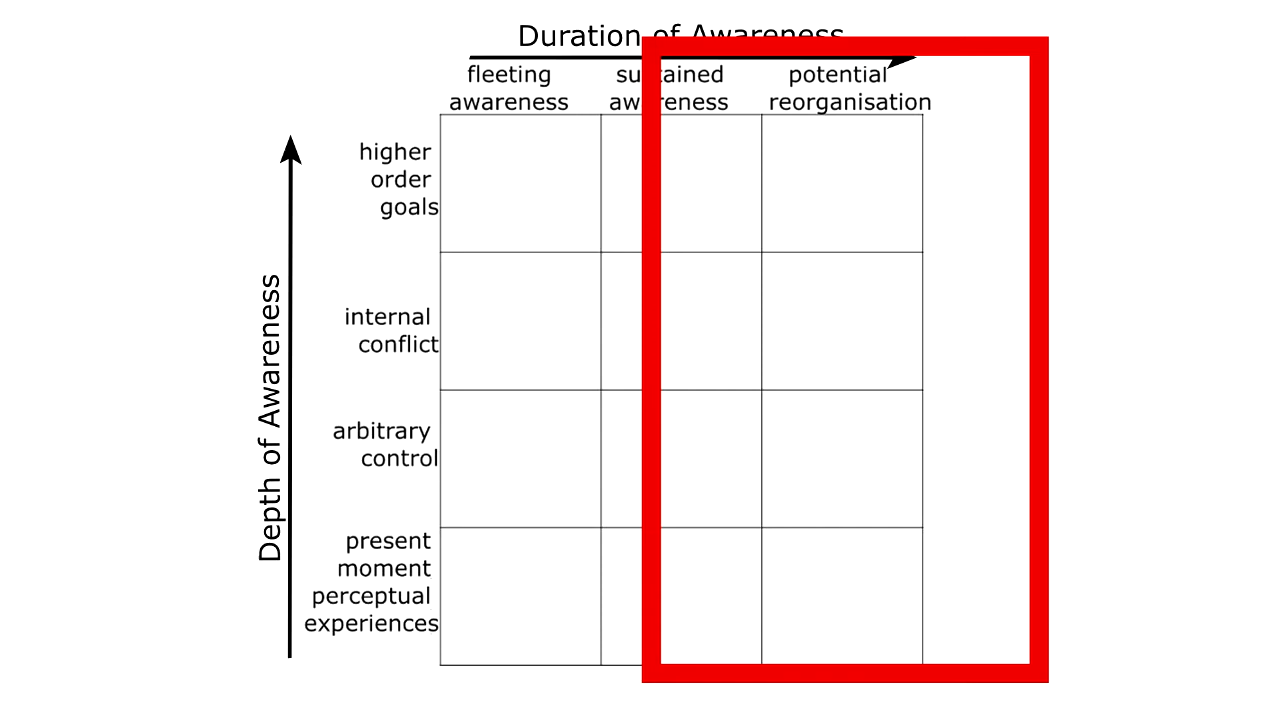 Duration of Awareness
fleeting sustained potential
awareness awareness reorganisation
higher
order
goals
internal
conflict
arbitrary
control
present
moment
perceptual
experiences
Depth of Awareness